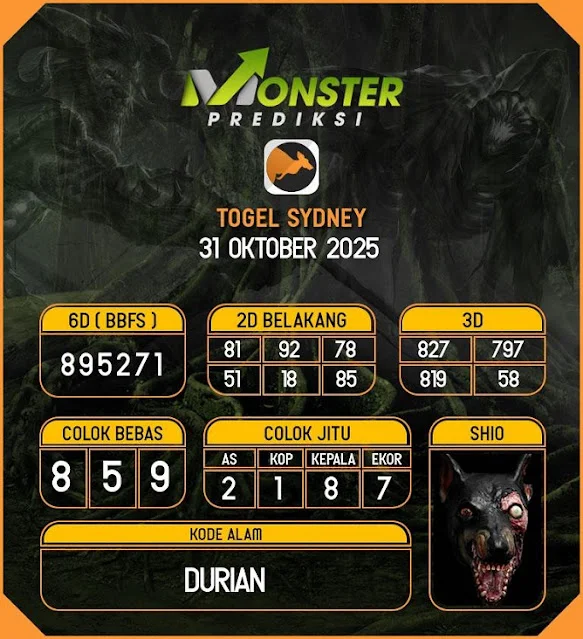 MONSTER
PREDIKSI
TOGEL SYDNEY
31 OKTOBER 2025
6D ( BBFS )
895271
2D BELAKANG
81 92 78
51 18 85
3D
827 797
819 58
COLOK BEBAS
8 5 9
COLOK JITU
AS KOP KEPALA EKOR
2 1 8 7
SHIO
KODE ALAM
DURIAN